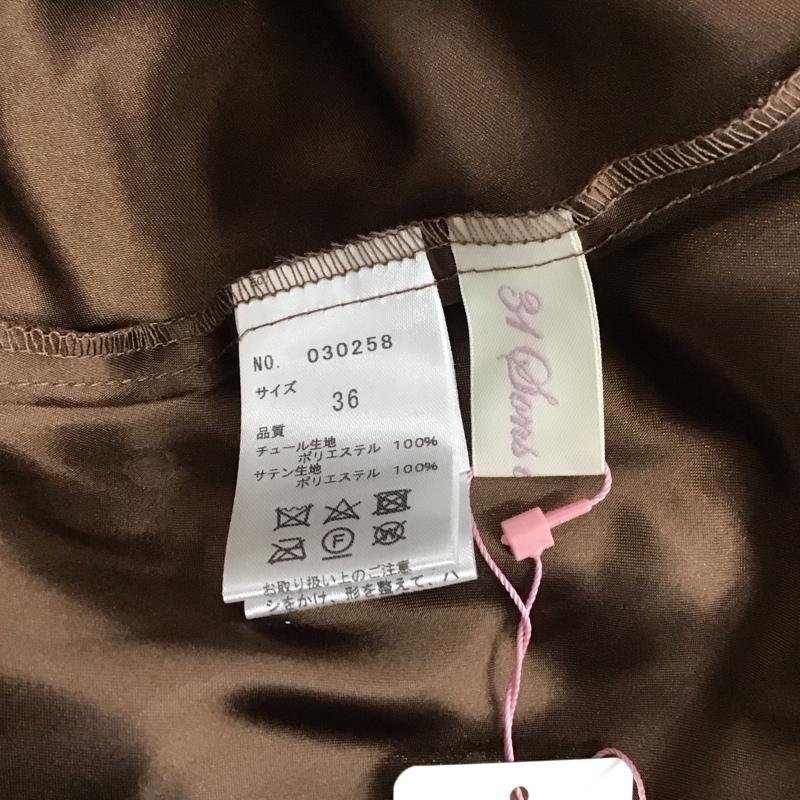 NO. 030258
サイズ
36
品質
チュール生地
ポリエステル 100%
サテン生地
ポリエステル 100%
F
W
お取り扱い上のご注意
シをかけ、形を整えて、ハ
31 Sons